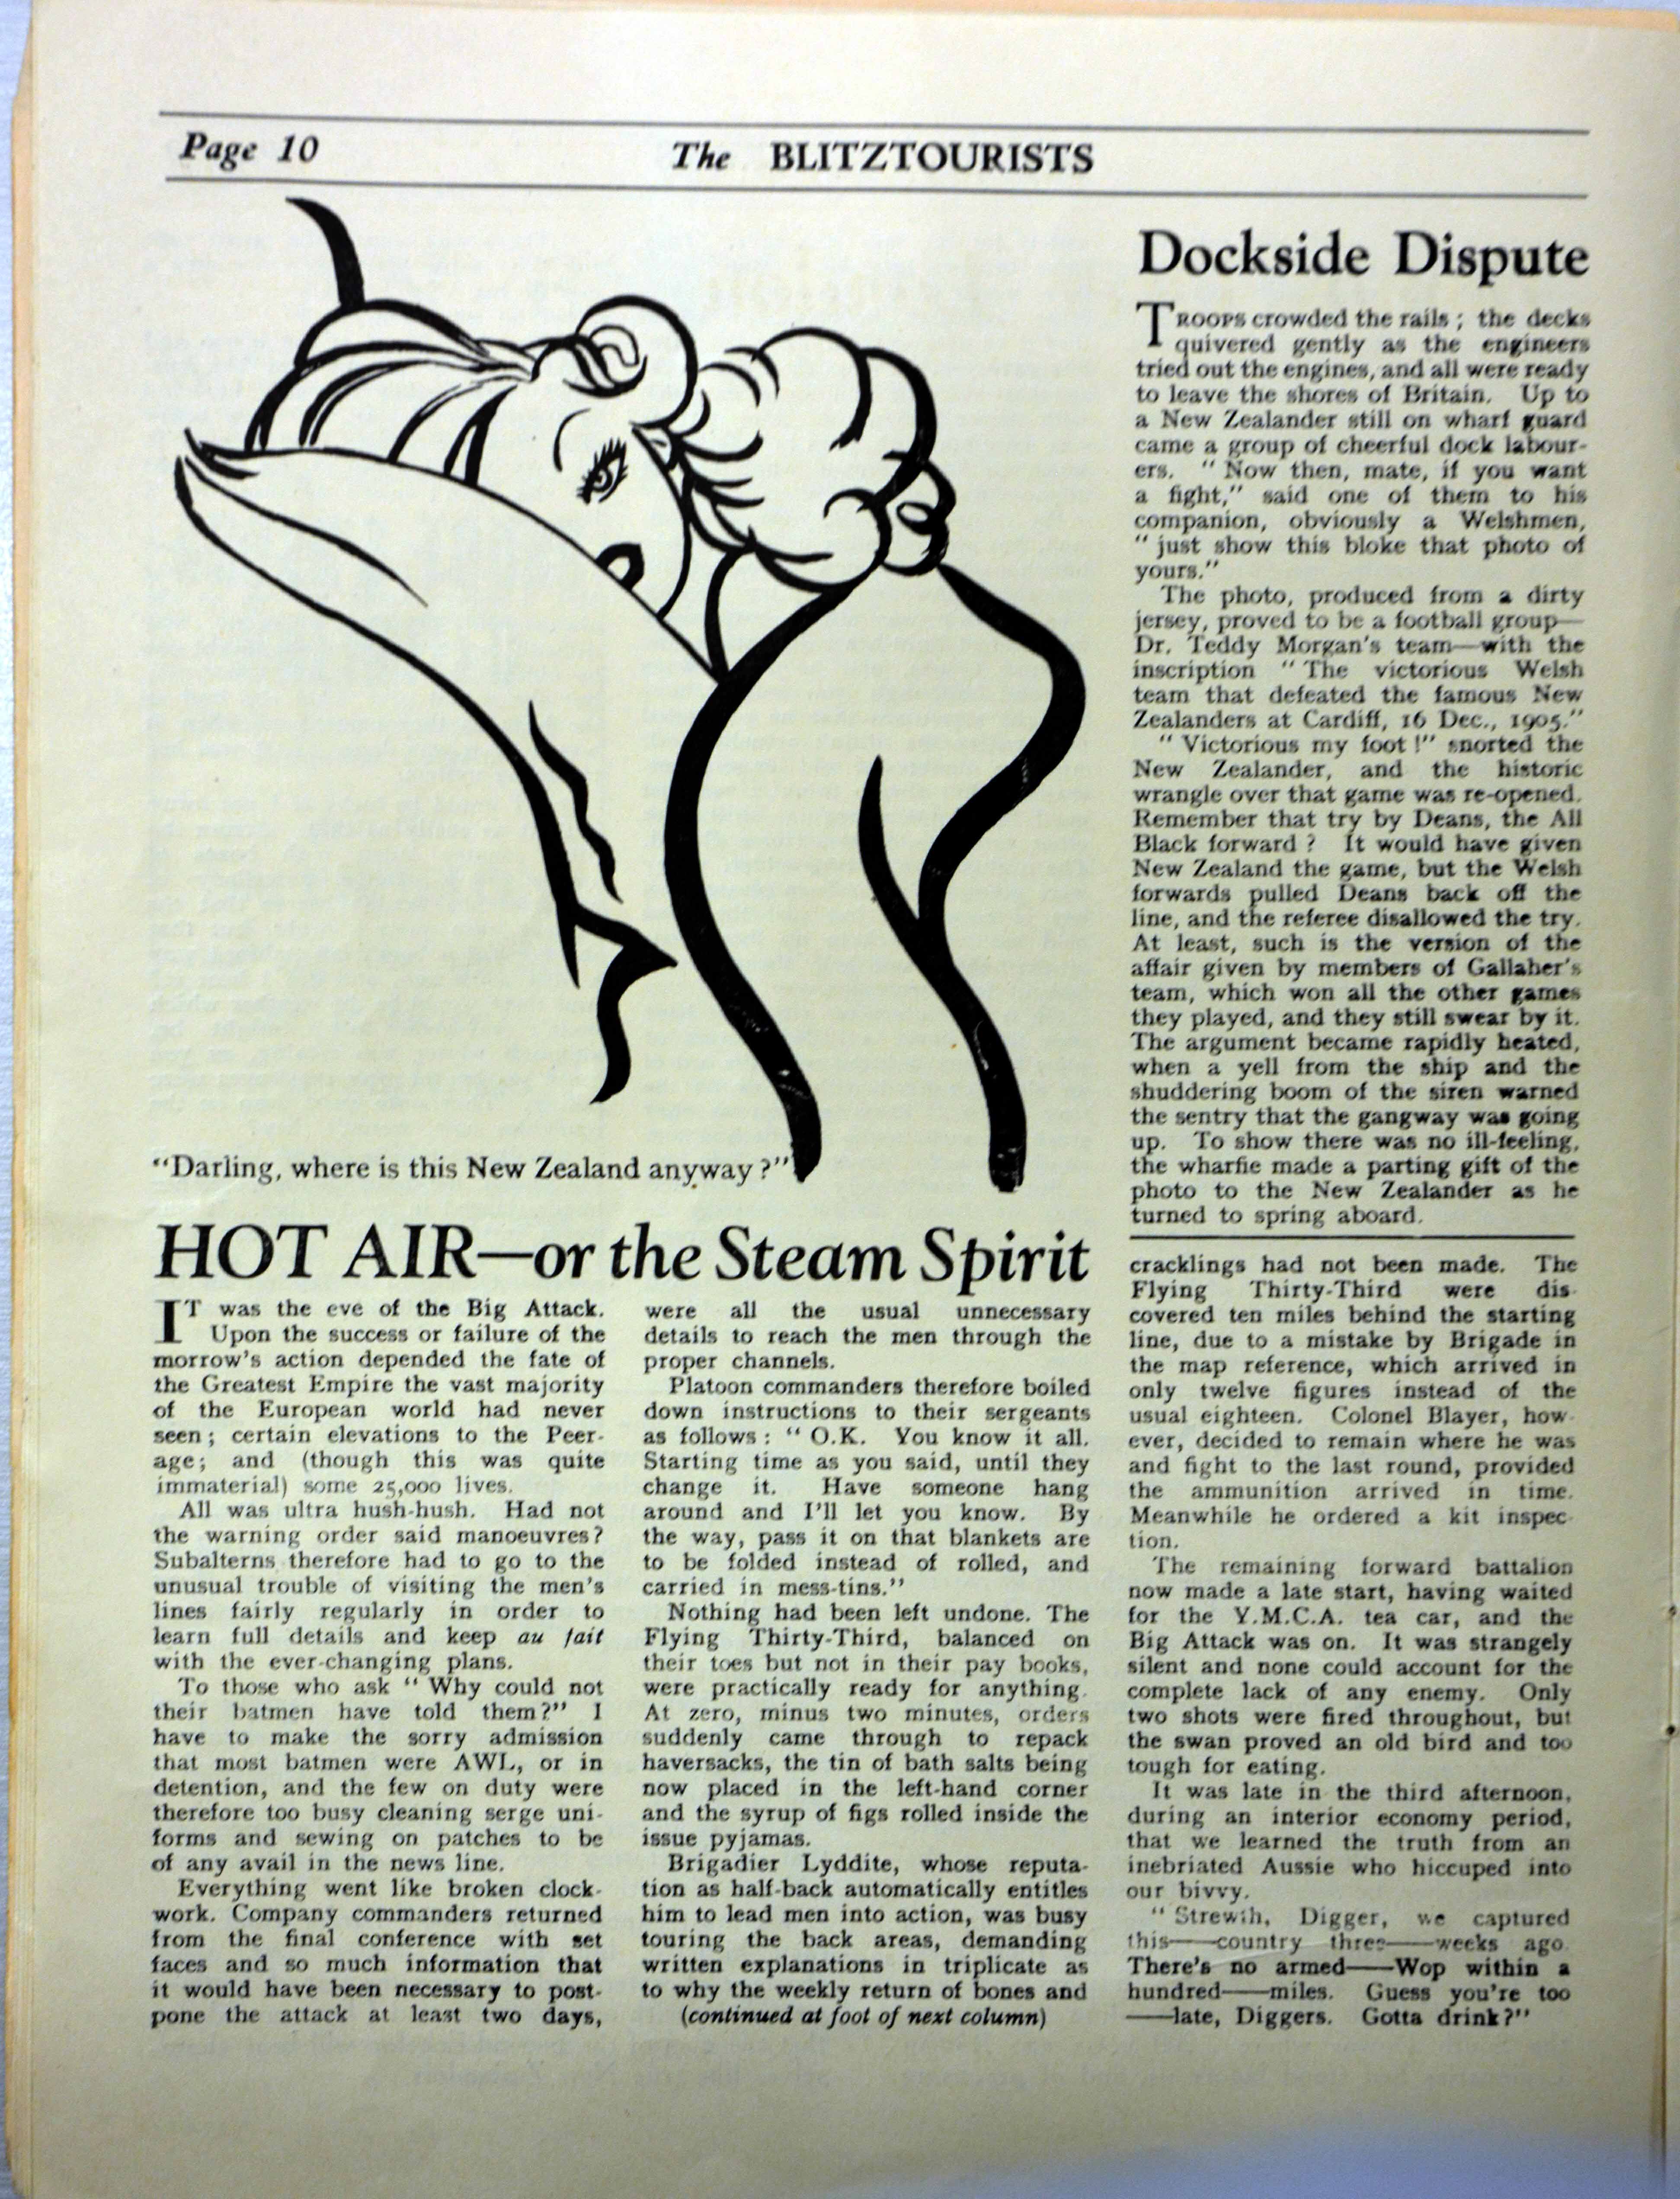 Page 10
The BLITZTOURISTS
"Darling, where is this New Zealand anyway?"
Dockside Dispute
TROOPS crowded the rails; the decks
quivered gently as the engineers
tried out the engines, and all were ready
to leave the shores of Britain. Up to
a New Zealander still on wharf guard
came a group of cheerful dock labour-
ers. "Now then, mate, if you want
a fight," said one of them to his
companion, obviously a Welshmen,
"just show this bloke that photo of
yours."
The photo, produced from a dirty
jersey, proved to be a football group—
Dr. Teddy Morgan's team—with the
inscription "The victorious Welsh
team that defeated the famous New
Zealanders at Cardiff, 16 Dec., 1905."
"Victorious my foot!" snorted the
New Zealander, and the historic
wrangle over that game was re-opened.
Remember that try by Deans, the All
Black forward? It would have given
New Zealand the game, but the Welsh
forwards pulled Deans back off the
line, and the referee disallowed the try.
At least, such is the version of the
affair given by members of Gallaher's
team, which won all the other games
they played, and they still swear by it.
The argument became rapidly heated,
when a yell from the ship and the
shuddering boom of the siren warned
the sentry that the gangway was going
up. To show there was no ill-feeling,
the wharfie made a parting gift of the
photo to the New Zealander as he
turned to spring aboard.
HOT AIR—or the Steam Spirit
IT was the eve of the Big Attack.
Upon the success or failure of the
morrow's action depended the fate of
the Greatest Empire the vast majority
of the European world had never
seen; certain elevations to the Peer-
age; and (though this was quite
immaterial) some 25,000 lives.
All was ultra hush-hush. Had not
the warning order said manoeuvres?
Subalterns therefore had to go to the
unusual trouble of visiting the men's
lines fairly regularly in order to
learn full details and keep au fait
with the ever-changing plans.
To those who ask "Why could not
their batmen have told them?" I
have to make the sorry admission
that most batmen were AWL, or in
detention, and the few on duty were
therefore too busy cleaning serge uni-
forms and sewing on patches to be
of any avail in the news line.
Everything went like broken clock-
work. Company commanders returned
from the final conference with set
faces and so much information that
it would have been necessary to post-
pone the attack at least two days,
were all the usual unnecessary
details to reach the men through the
proper channels.
Platoon commanders therefore boiled
down instructions to their sergeants
as follows: "O.K. You know it all.
Starting time as you said, until they
change it. Have someone hang
around and I'll let you know. By
the way, pass it on that blankets are
to be folded instead of rolled, and
carried in mess-tins."
Nothing had been left undone. The
Flying Thirty-Third, balanced on
their toes but not in their pay books,
were practically ready for anything.
At zero, minus two minutes, orders
suddenly came through to repack
haversacks, the tin of bath salts being
now placed in the left-hand corner
and the syrup of figs rolled inside the
issue pyjamas.
Brigadier Lyddite, whose reputa-
tion as half-back automatically entitles
him to lead men into action, was busy
touring the back areas, demanding
written explanations in triplicate as
to why the weekly return of bones and
(continued at foot of next column)
cracklings had not been made. The
Flying Thirty-Third were dis-
covered ten miles behind the starting
line, due to a mistake by Brigade in
the map reference, which arrived in
only twelve figures instead of the
usual eighteen. Colonel Blayer, how-
ever, decided to remain where he was
and fight to the last round, provided
the ammunition arrived in time.
Meanwhile he ordered a kit inspec-
tion.
The remaining forward battalion
now made a late start, having waited
for the Y.M.C.A. tea car, and the
Big Attack was on. It was strangely
silent and none could account for the
complete lack of any enemy. Only
two shots were fired throughout, but
the swan proved an old bird and too
tough for eating.
It was late in the third afternoon,
during an interior economy period,
that we learned the truth from an
inebriated Aussie who hiccuped into
our bivvy.
"Strewth, Digger, we captured
this——country three——weeks ago.
There's no armed——Wop within a
hundred——miles. Guess you're too
——late, Diggers. Gotta drink?"